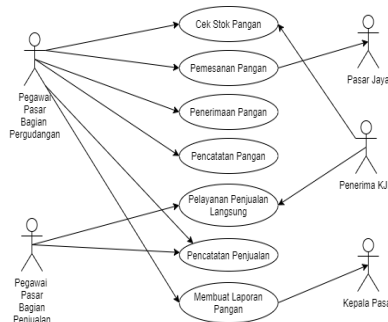 Cek Stok Pangan
Pemesanan Pangan
Pasar Jaya
Pegawai
Pasar
Bagian
Pergudangan
Penerimaan Pangan
Pencatatan Pangan
Penerima KJ
Pelayanan Penjualan
Langsung
Pencatatan Penjualan
Pegawai
Pasar
Bagian
Penjualan
Membuat Laporan
Pangan
Kepala Pasa